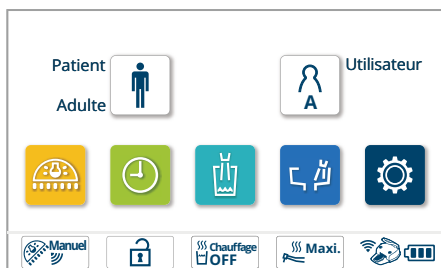 Patient
Utilisateur
Adulte
A
Manuel
Chauffage
OFF
Maxi.